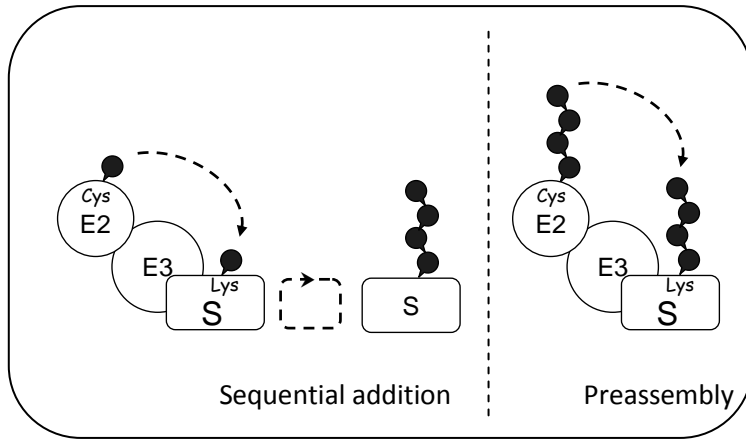 Cys
E2
E3
Lys
S
S
Sequential addition
Cys
E2
E3
Lys
S
Preassembly